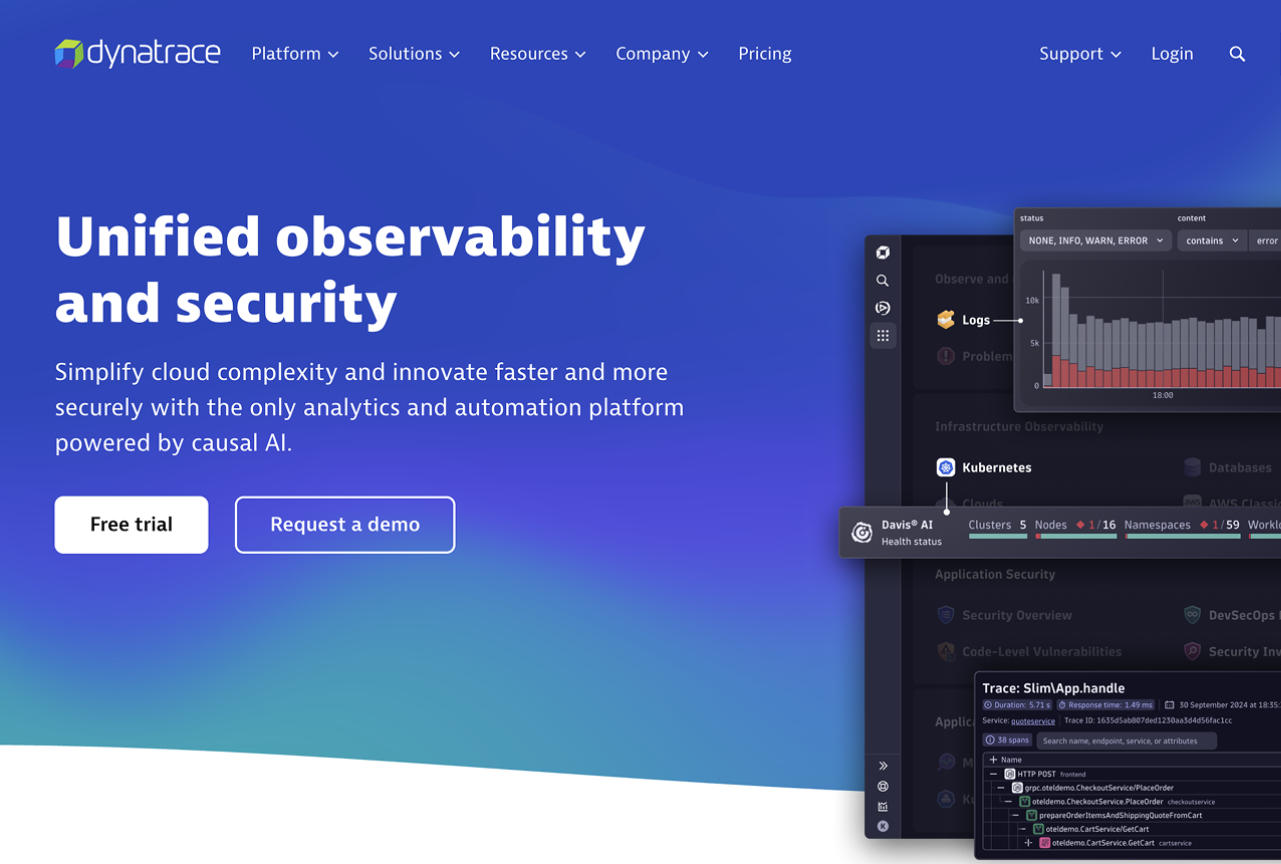 dynatrace Platform Solutions Resources Company Pricing Support Login
Unified observability
and security
Simplify cloud complexity and innovate faster and more
securely with the only analytics and automation platform
powered by causal AI.
Free trial Request a demo
status content
NONE, INFO, WARN, ERROR contains error
Observe and
10k
Logs
5k
Problem
0
18:00
Infrastructure Observability
Kubernetes Databases
Clouds AWS Classi
Davis® AI Clusters 5 Nodes 1/16 Namespaces 1/59 Worklo
Health status
Application Security
Security Overview DevSecOps
Code-Level Vulnerabilities Security Inv
Trace: Slim\App.handle
Duration: 5.71 s Response time: 1.49 ms 30 September 2024 at 18:35:
Service: quoteservice Trace ID: 1635d5ab807ded1230aa3d4d56fac1cc
Applic
38 spans Search name, endpoint, service, or attributes
Name
HTTP POST frontend
grpc.oteldemo.CheckoutService/PlaceOrder
oteldemo.CheckoutService.PlaceOrder checkoutservice
prepareOrderItemsAndShippingQuoteFromCart
oteldemo.CartService/GetCart
oteldemo.CartService.GetCart cartservice